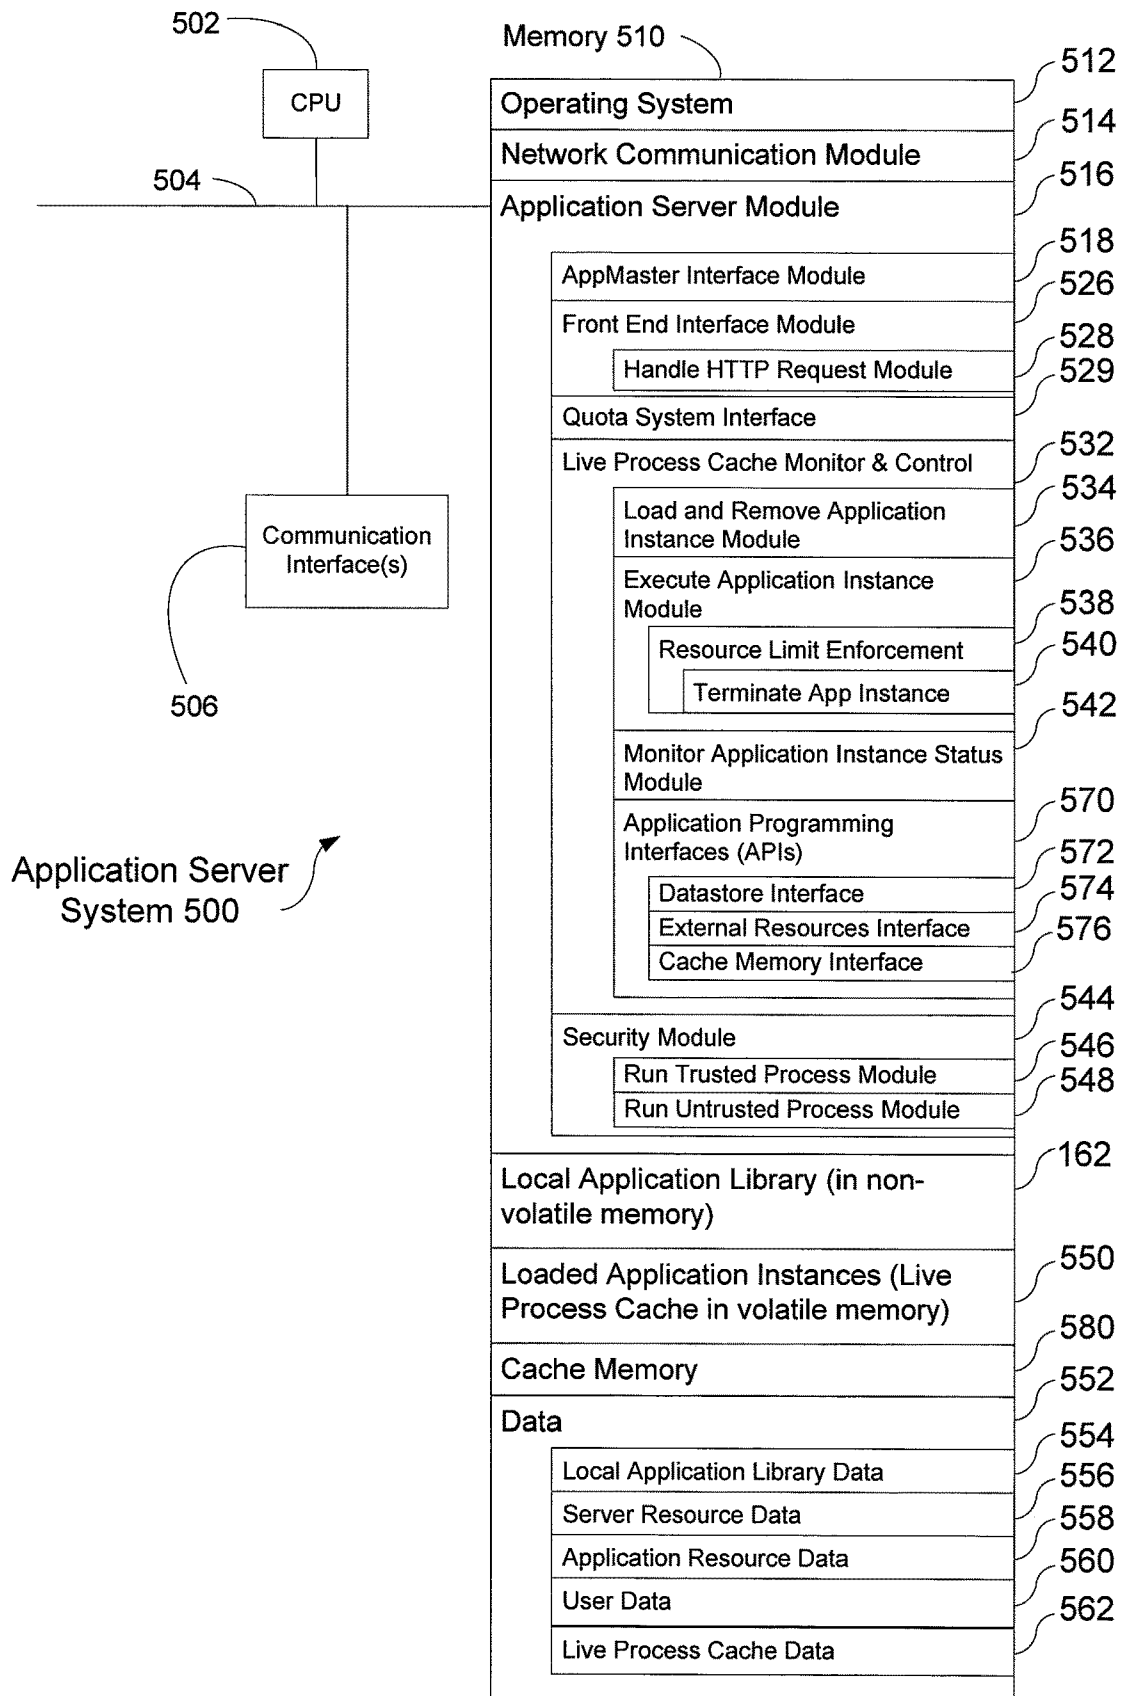 502
Memory 510
CPU
504
Communication
Interface(s)
506
Application Server
System 500
Operating System
512
Network Communication Module
514
Application Server Module
516
AppMaster Interface Module
518
Front End Interface Module
526
Handle HTTP Request Module
528
Quota System Interface
529
Live Process Cache Monitor & Control
532
Load and Remove Application
Instance Module
534
Execute Application Instance
Module
536
Resource Limit Enforcement
538
Terminate App Instance
540
Monitor Application Instance Status
Module
542
Application Programming
Interfaces (APIs)
570
Datastore Interface
572
External Resources Interface
574
Cache Memory Interface
576
Security Module
544
Run Trusted Process Module
546
Run Untrusted Process Module
548
Local Application Library (in non-
volatile memory)
162
Loaded Application Instances (Live
Process Cache in volatile memory)
550
Cache Memory
580
Data
552
Local Application Library Data
554
Server Resource Data
556
Application Resource Data
558
User Data
560
Live Process Cache Data
562